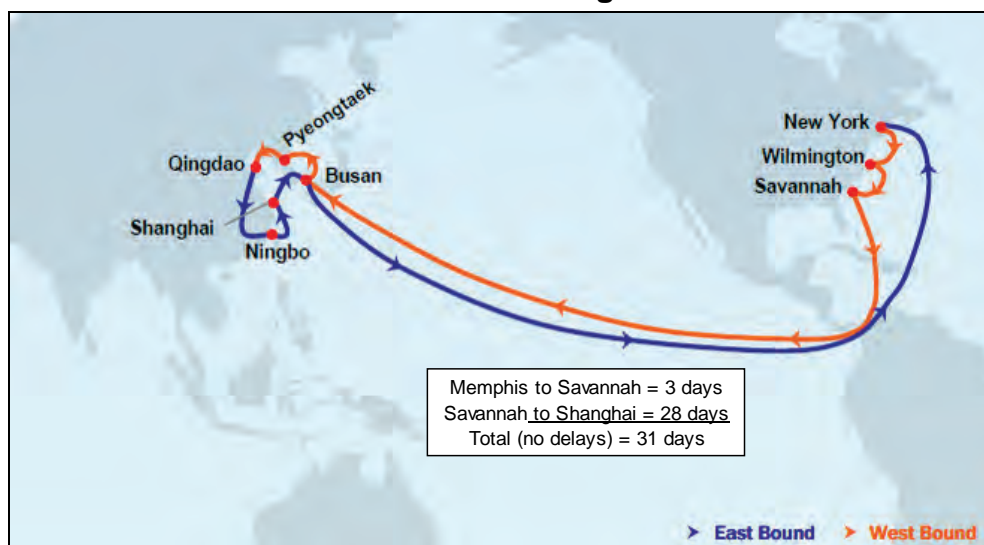 New York
Pyeongtaek
Wilmington
Qingdao
Busan
Savannah
Shanghai
Ningbo
Memphis to Savannah = 3 days
Savannah to Shanghai = 28 days
Total (no delays) = 31 days
East Bound
West Bound